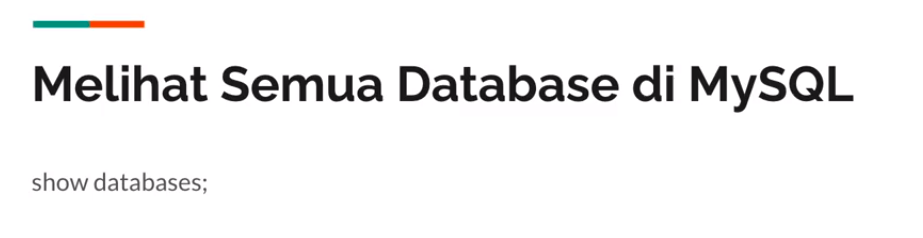 Melihat Semua Database di MySQL
show databases;